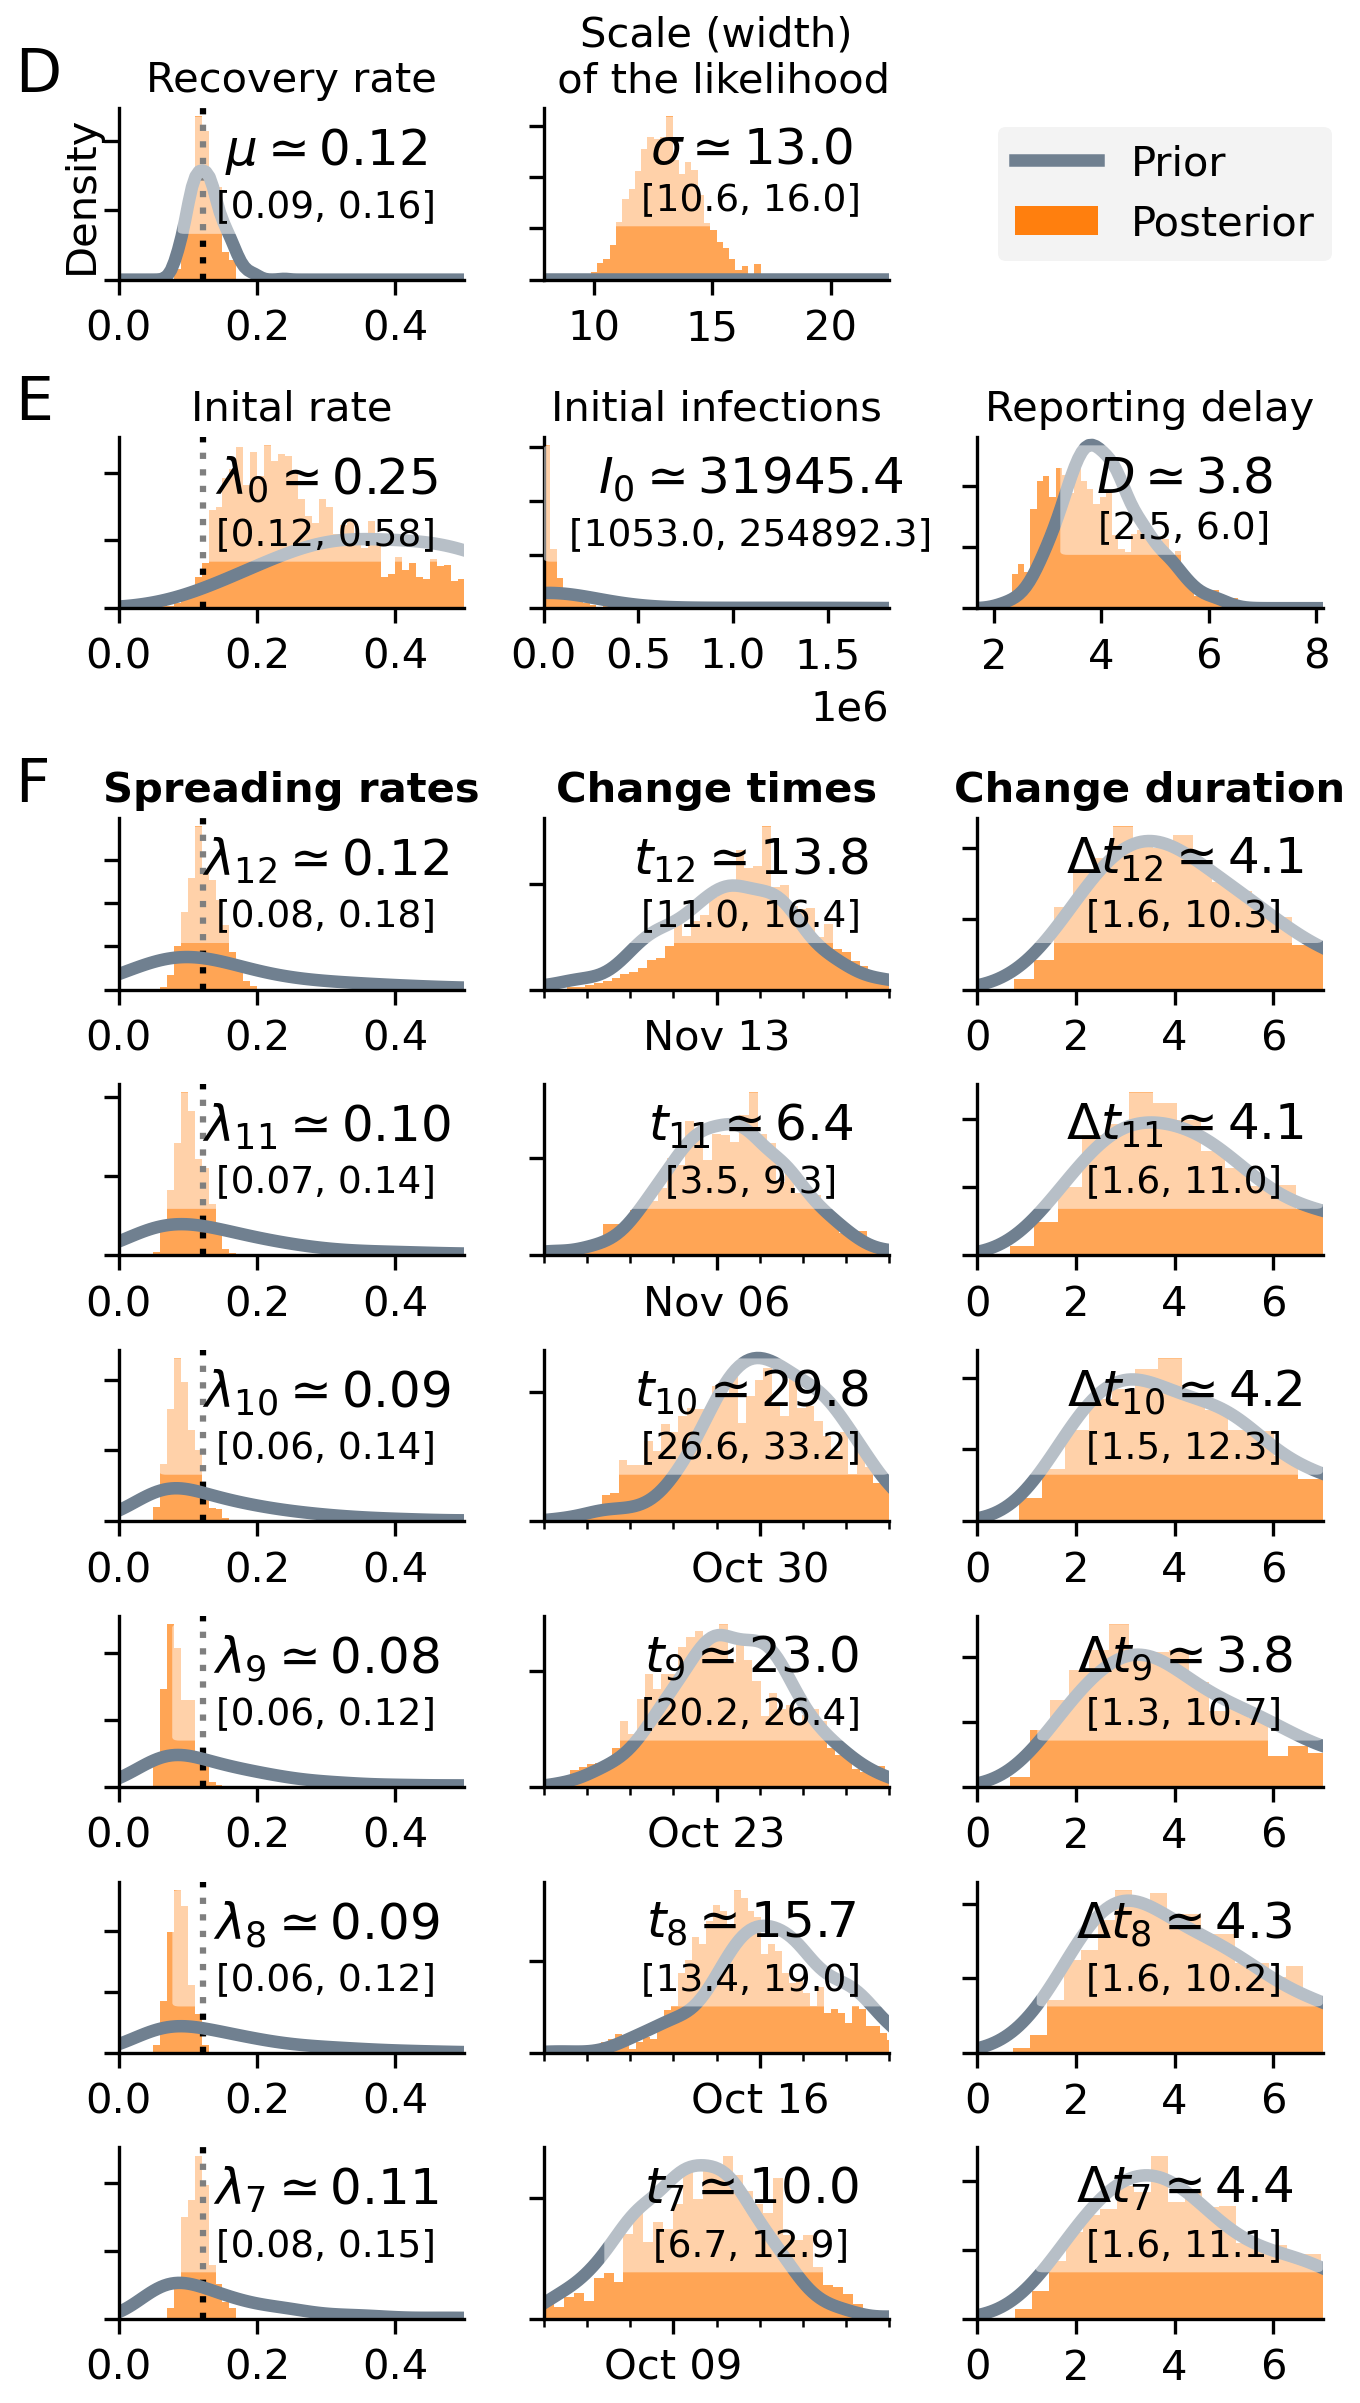 D
Recovery rate
Scale (width)
of the likelihood
Density
μ ≃ 0.12
[0.09, 0.16]
σ ≃ 13.0
[10.6, 16.0]
Prior
Posterior
0.0 0.2 0.4
10 15 20
E
Inital rate
Initial infections
Reporting delay
λ₀ ≃ 0.25
[0.12, 0.58]
I₀ ≃ 31945.4
[1053.0, 254892.3]
D ≃ 3.8
[2.5, 6.0]
0.0 0.2 0.4
0.0 0.5 1.0 1.5
1e6
2 4 6 8
F
Spreading rates
Change times
Change duration
λ₁₂ ≃ 0.12
[0.08, 0.18]
t₁₂ ≃ 13.8
[11.0, 16.4]
Δt₁₂ ≃ 4.1
[1.6, 10.3]
0.0 0.2 0.4
Nov 13
0 2 4 6
λ₁₁ ≃ 0.10
[0.07, 0.14]
t₁₁ ≃ 6.4
[3.5, 9.3]
Δt₁₁ ≃ 4.1
[1.6, 11.0]
0.0 0.2 0.4
Nov 06
0 2 4 6
λ₁₀ ≃ 0.09
[0.06, 0.14]
t₁₀ ≃ 29.8
[26.6, 33.2]
Δt₁₀ ≃ 4.2
[1.5, 12.3]
0.0 0.2 0.4
Oct 30
0 2 4 6
λ₉ ≃ 0.08
[0.06, 0.12]
t₉ ≃ 23.0
[20.2, 26.4]
Δt₉ ≃ 3.8
[1.3, 10.7]
0.0 0.2 0.4
Oct 23
0 2 4 6
λ₈ ≃ 0.09
[0.06, 0.12]
t₈ ≃ 15.7
[13.4, 19.0]
Δt₈ ≃ 4.3
[1.6, 10.2]
0.0 0.2 0.4
Oct 16
0 2 4 6
λ₇ ≃ 0.11
[0.08, 0.15]
t₇ ≃ 10.0
[6.7, 12.9]
Δt₇ ≃ 4.4
[1.6, 11.1]
0.0 0.2 0.4
Oct 09
0 2 4 6